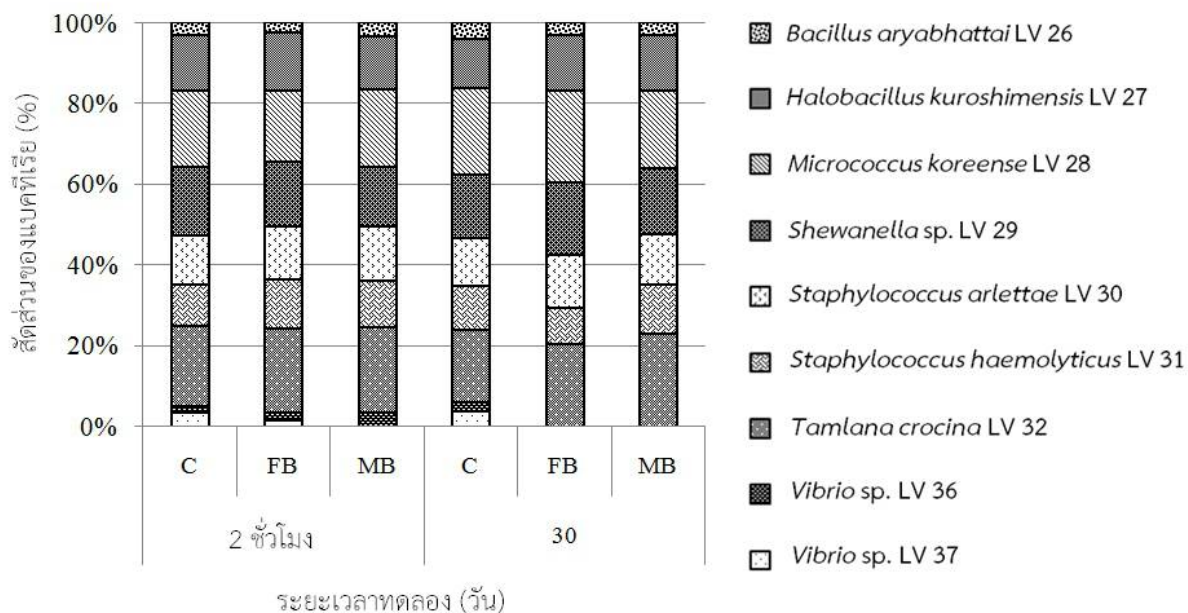 สัดส่วนของแบคทีเรีย (%)
100%
80%
60%
40%
20%
0%
C FB MB C FB MB
2 ชั่วโมง 30
ระยะเวลาทดลอง (วัน)
Bacillus aryabhattai LV 26
Halobacillus kuroshimensis LV 27
Micrococcus koreense LV 28
Shewanella sp. LV 29
Staphylococcus arlettae LV 30
Staphylococcus haemolyticus LV 31
Tamlana crocina LV 32
Vibrio sp. LV 36
Vibrio sp. LV 37